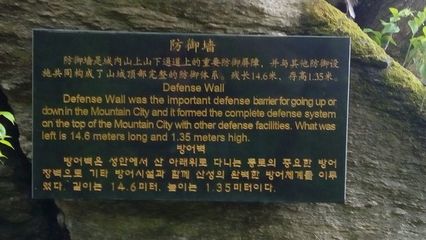 防御墙
防御墙是城内山上山下通道上的重要防御屏障，并与其他防御设
施共同构成了山城顶部完整的防御体系。残长14.6米、存高1.35米。
Defense Wall
Defense Wall was the important defense barrier for going up or
down in the Mountain City and it formed the complete defense system
on the top of the Mountain City with other defense facilities. What was
left is 14.6 meters long and 1.35 meters high.
방어벽
방어벽은 성안에서 산 아래위로 다니는 통로의 중요한 방어
장벽으로 기타 방어시설과 함께 산성의 완벽한 방어체계를 이루
었다. 길이는 14.6미터, 높이는 1.35미터이다.